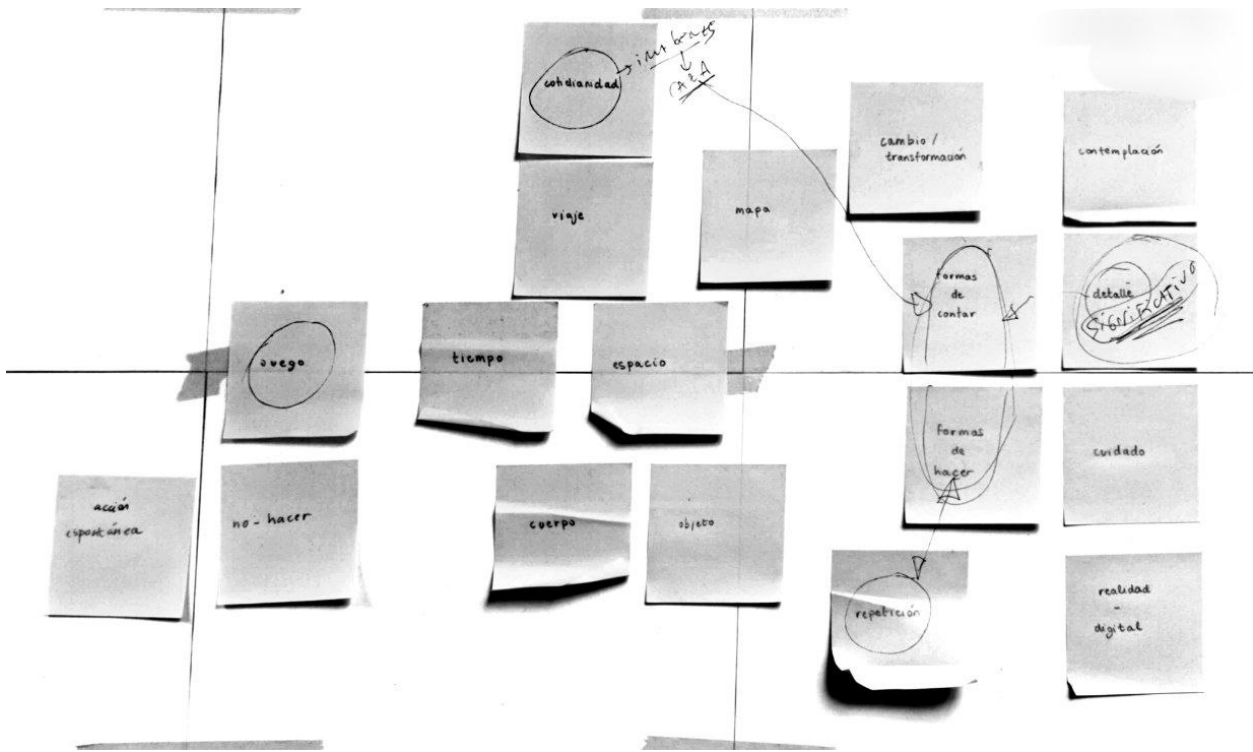 cotidianidad
cambio /
transformación
contemplación
viaje
mapa
formas
de
contar
detalle
SIGNIFICATIVO
juego
tiempo
espacio
formas
de
hacer
cuidado
acción
espontánea
no-hacer
cuerpo
objeto
repetición
realidad
-
digital